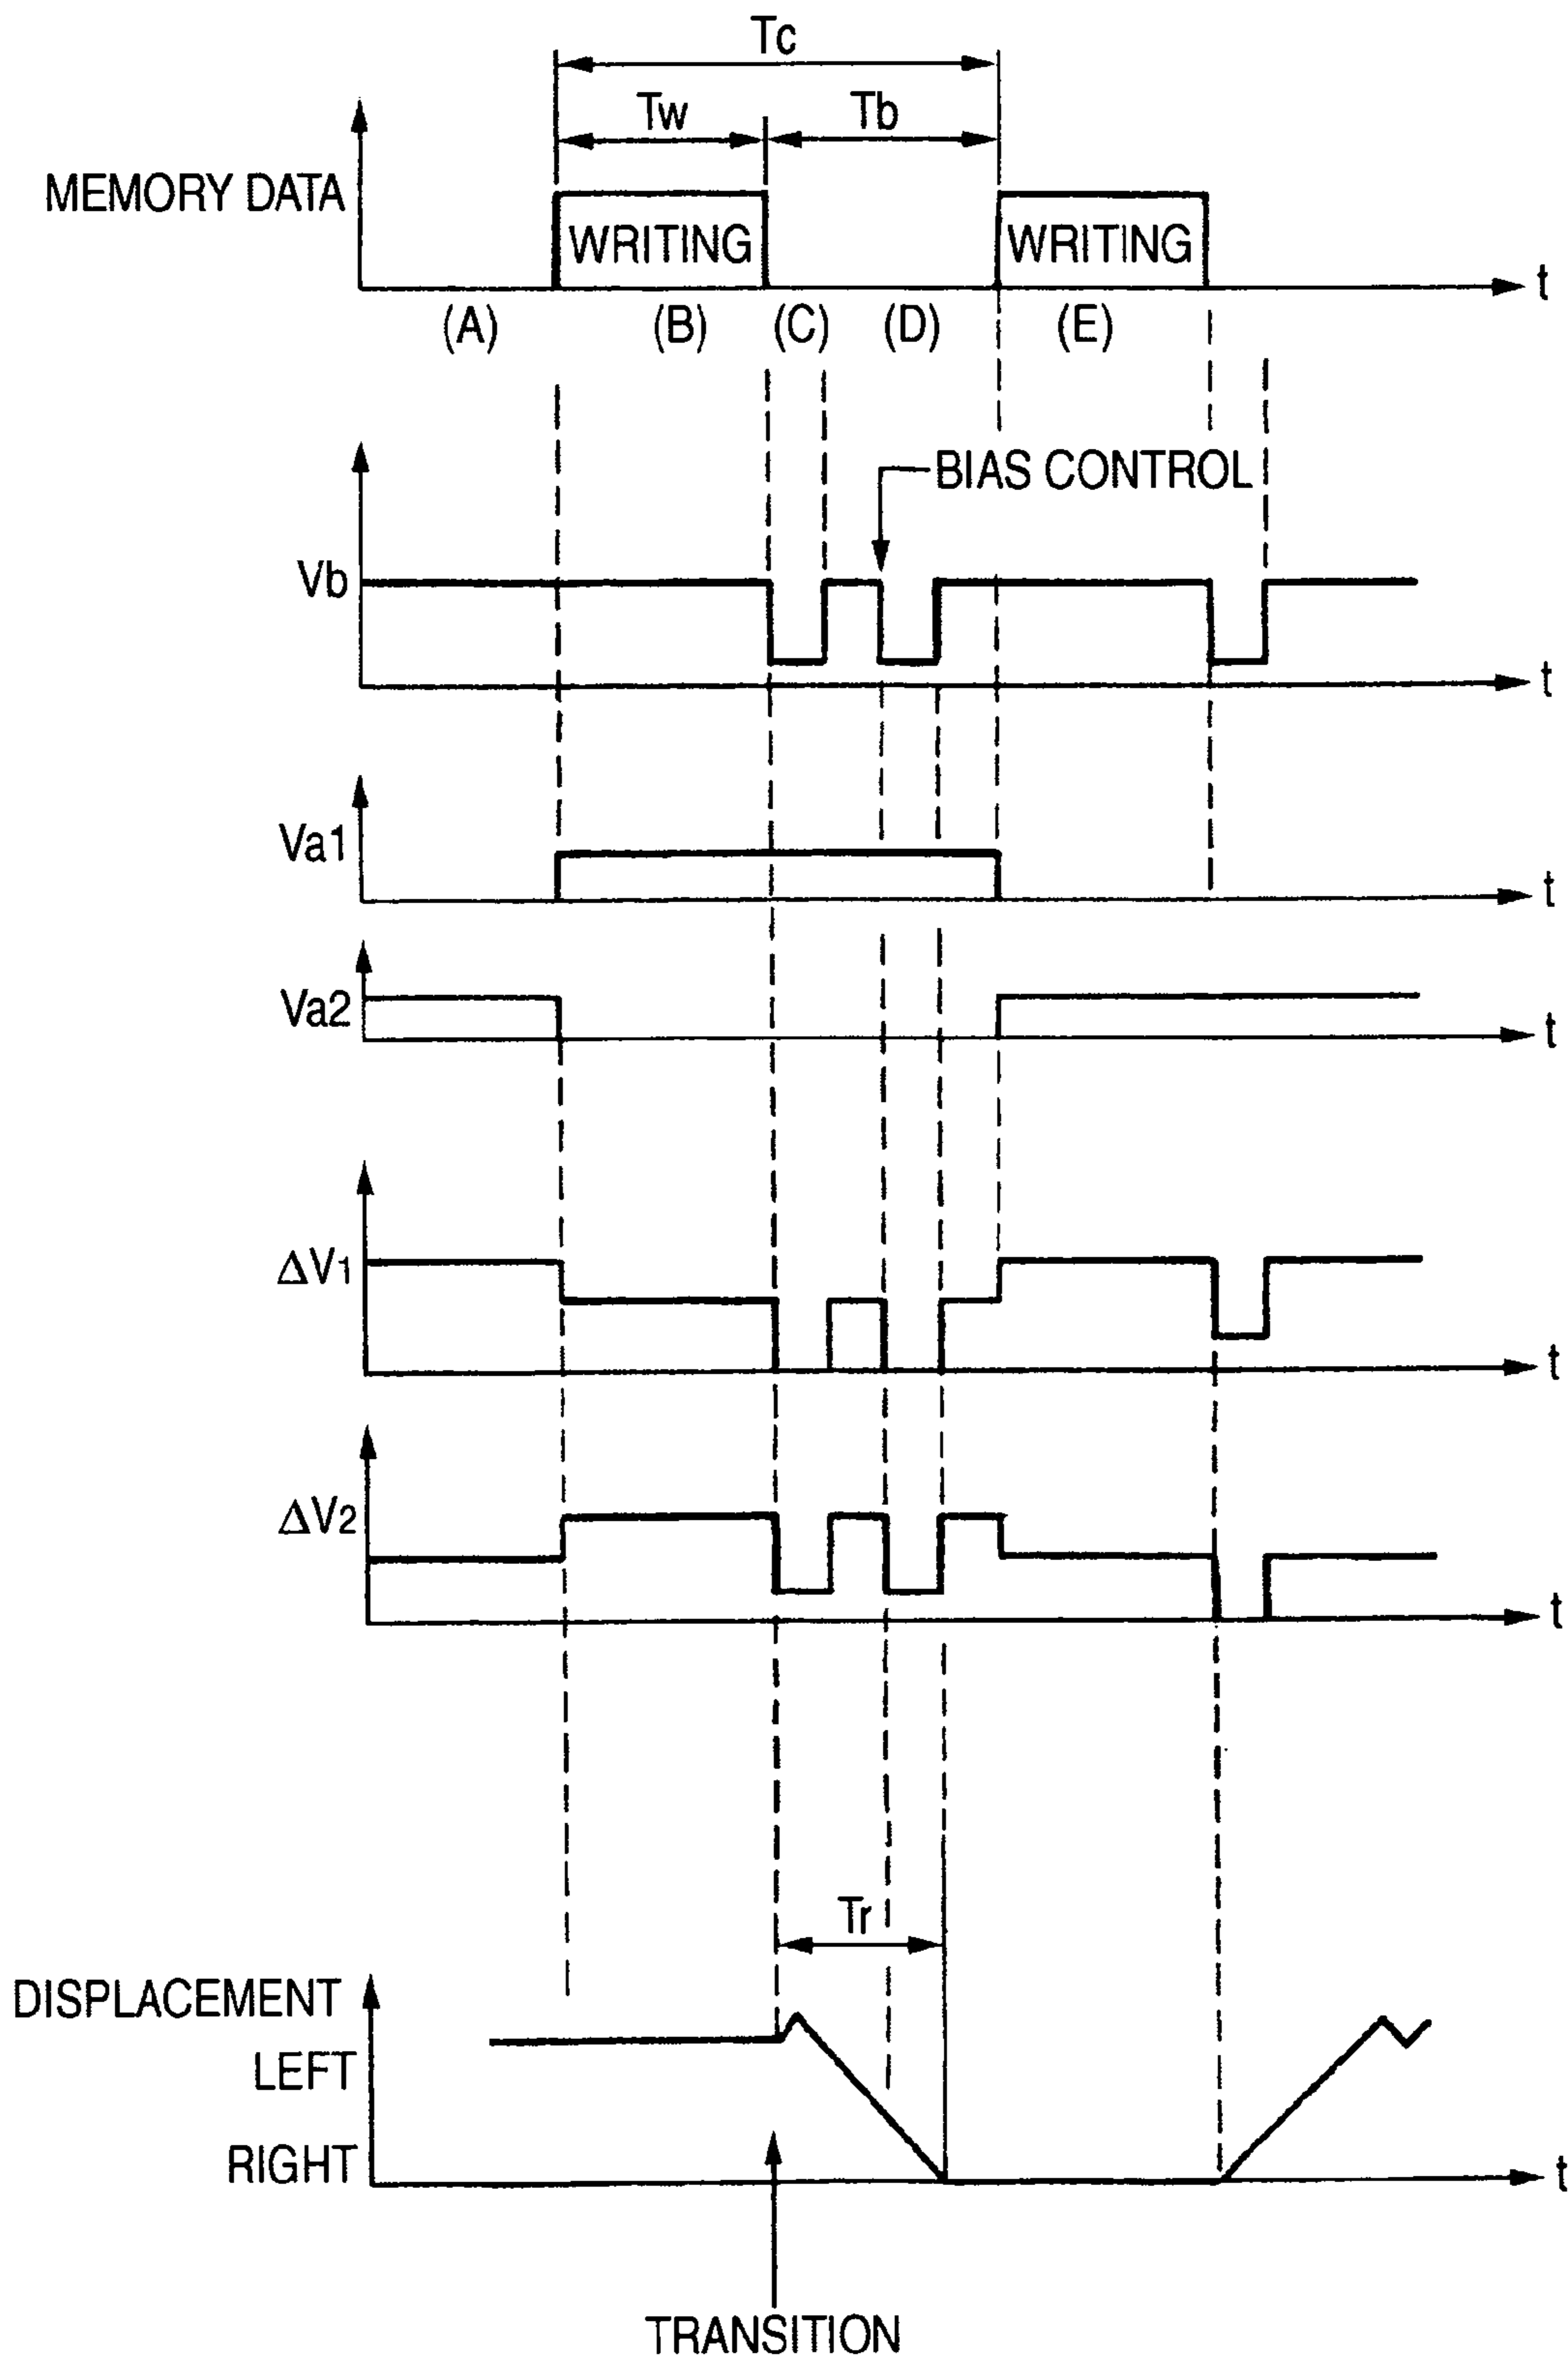 Tc
Tw
Tb
MEMORY DATA
WRITING
WRITING
t
(A)
(B)
(C)
(D)
(E)
BIAS CONTROL
Vb
t
Va1
t
Va2
t
ΔV1
t
ΔV2
t
Tr
DISPLACEMENT
LEFT
RIGHT
t
TRANSITION